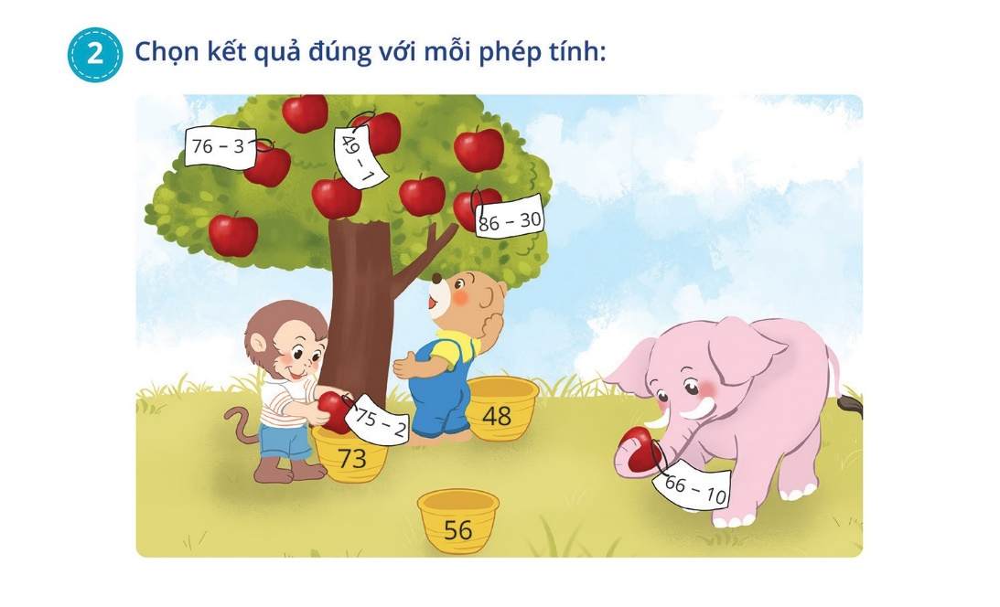 2 Chọn kết quả đúng với mỗi phép tính:
76 – 3
49 – 1
86 – 30
75 – 2
48
73
66 – 10
56